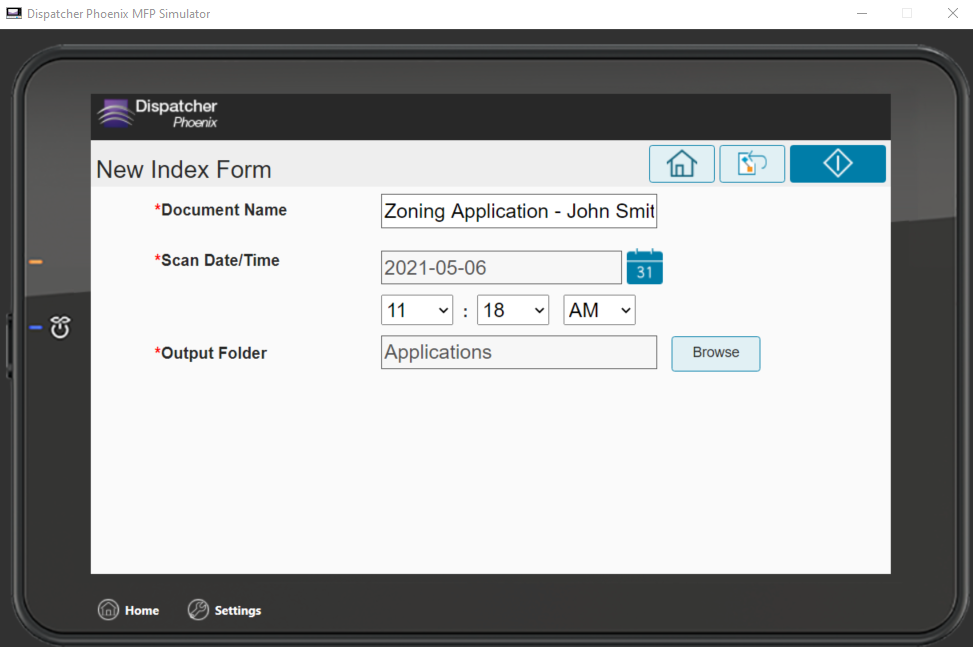 Dispatcher Phoenix MFP Simulator
Dispatcher
Phoenix
New Index Form
*Document Name
Zoning Application - John Smit
*Scan Date/Time
2021-05-06
31
11 : 18 AM
*Output Folder
Applications
Browse
Home
Settings